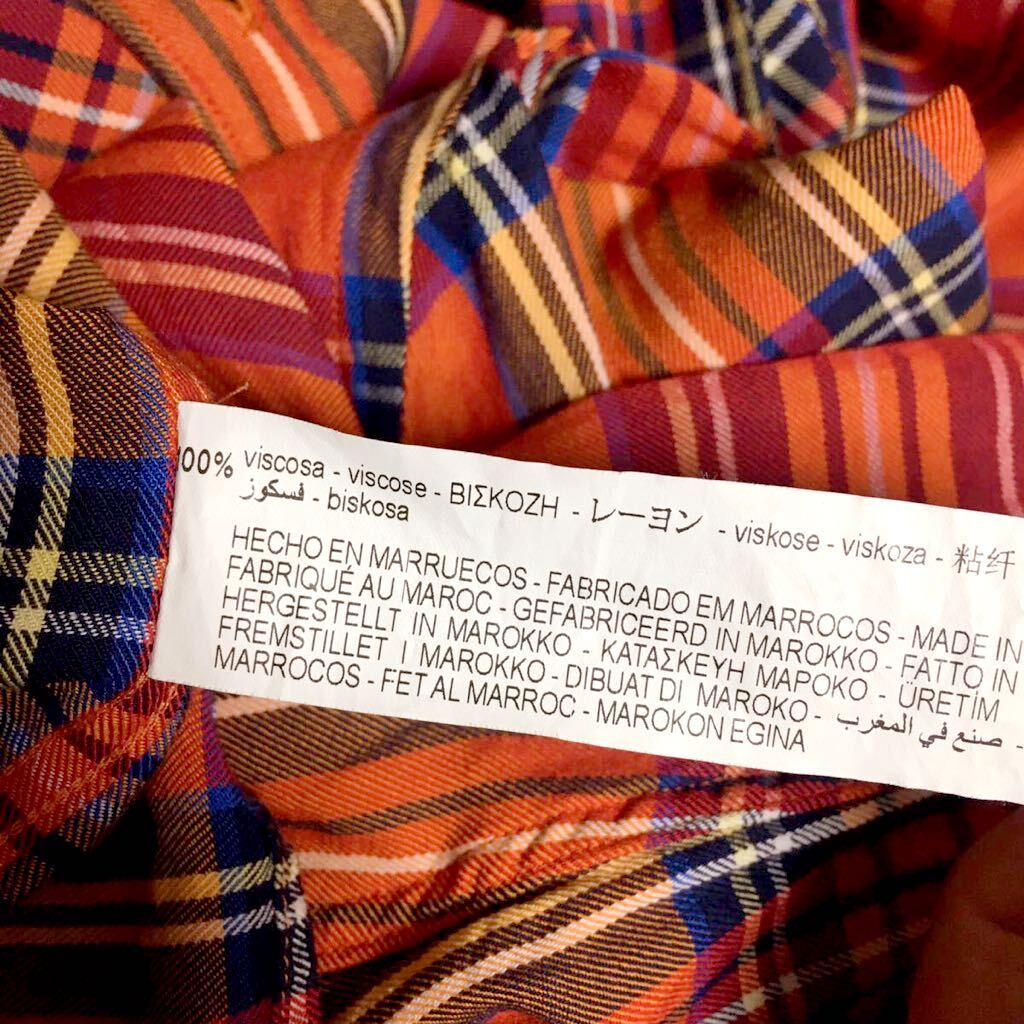 100% viscosa - viscose - ΒΙΣΚΟΖΗ - レーヨン - viskose - viskoza - 粘纤
فسكوز - biskosa
HECHO EN MARRUECOS - FABRICADO EM MARROCOS - MADE IN
FABRIQUÉ AU MAROC - GEFABRICEERD IN MAROKKO - FATTO IN
HERGESTELLT IN MAROKKO - ΚΑΤΑΣΚΕΥΗ ΜΑΡΟΚΟ - ÜRETİM
FREMSTILLET I MAROKKO - DIBUAT DI MAROKO - صنع في المغرب -
MARROCOS - FET AL MARROC - MAROKON EGINA